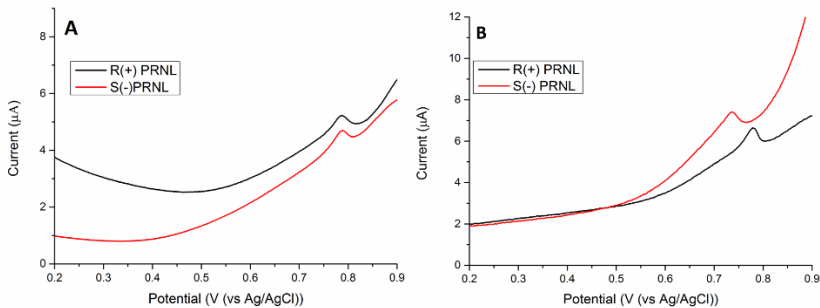 A
R(+) PRNL
S(-)PRNL
Current (μA)
8
6
4
2
0
0.2 0.3 0.4 0.5 0.6 0.7 0.8 0.9
Potential (V (vs Ag/AgCl))
B
R(+) PRNL
S(-) PRNL
Current (μA)
12
10
8
6
4
2
0
0.2 0.3 0.4 0.5 0.6 0.7 0.8 0.9
Potential (V (vs Ag/AgCl))